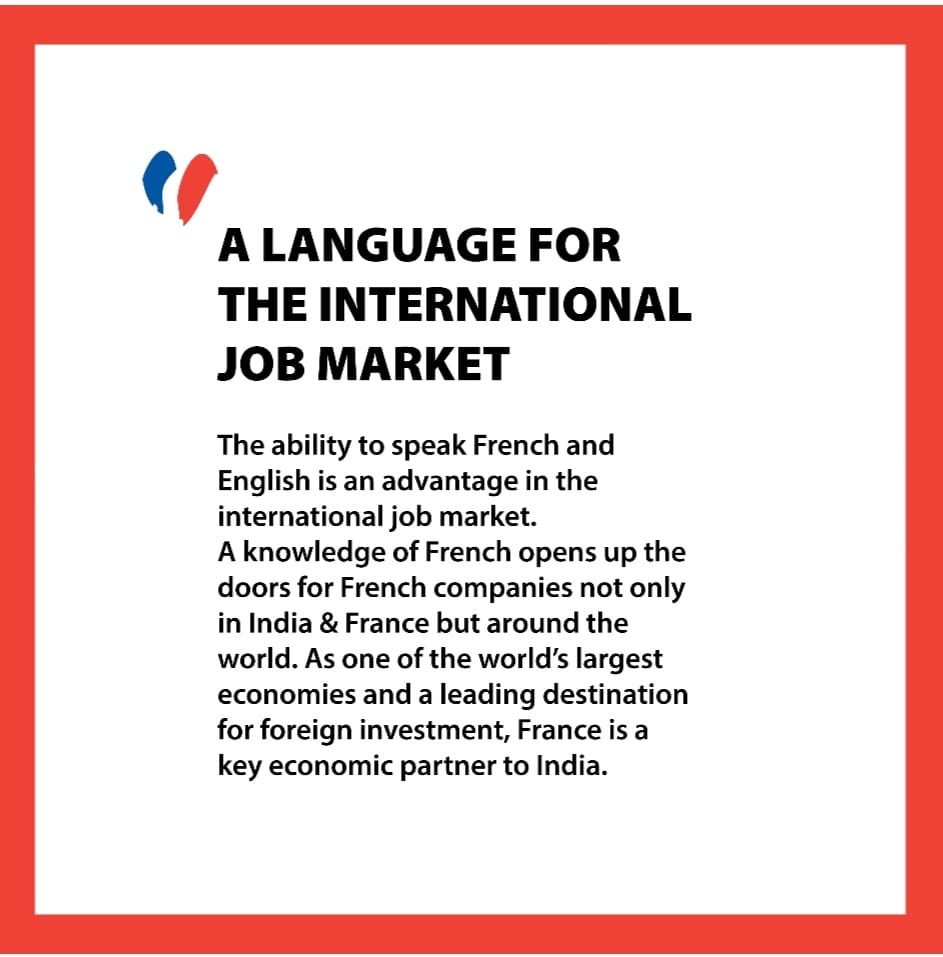 A LANGUAGE FOR
THE INTERNATIONAL
JOB MARKET
The ability to speak French and
English is an advantage in the
international job market.
A knowledge of French opens up the
doors for French companies not only
in India & France but around the
world. As one of the world’s largest
economies and a leading destination
for foreign investment, France is a
key economic partner to India.